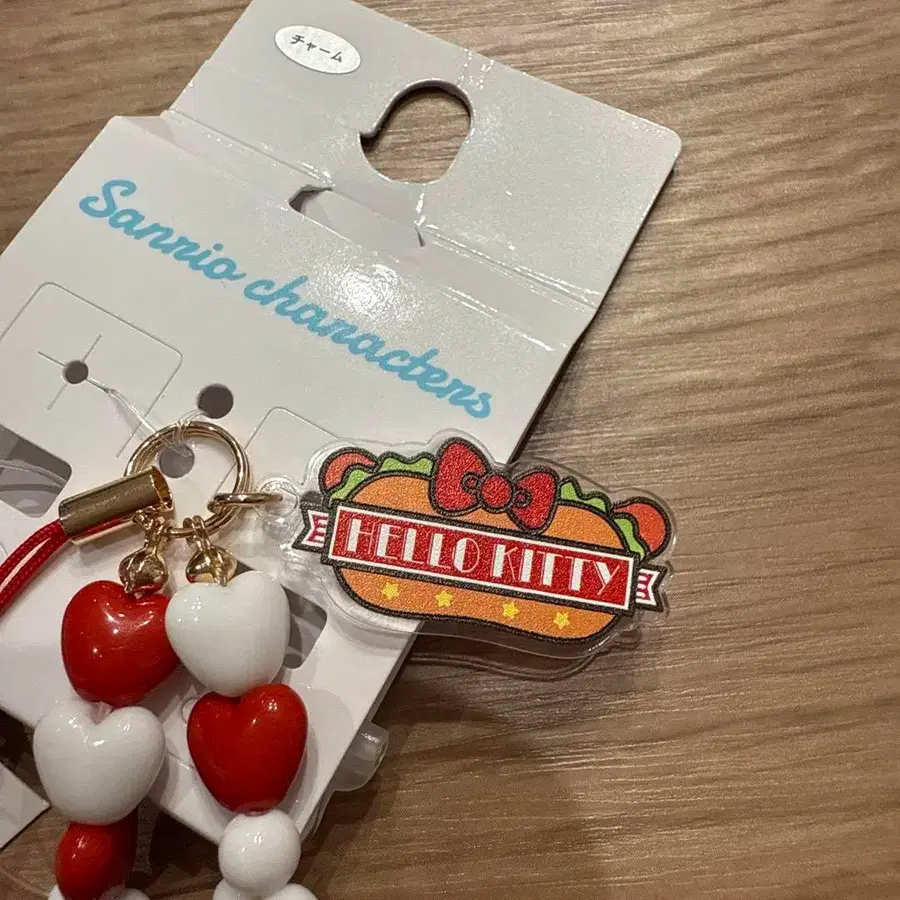 チャーム
Sanrio characters
HELLO KITTY